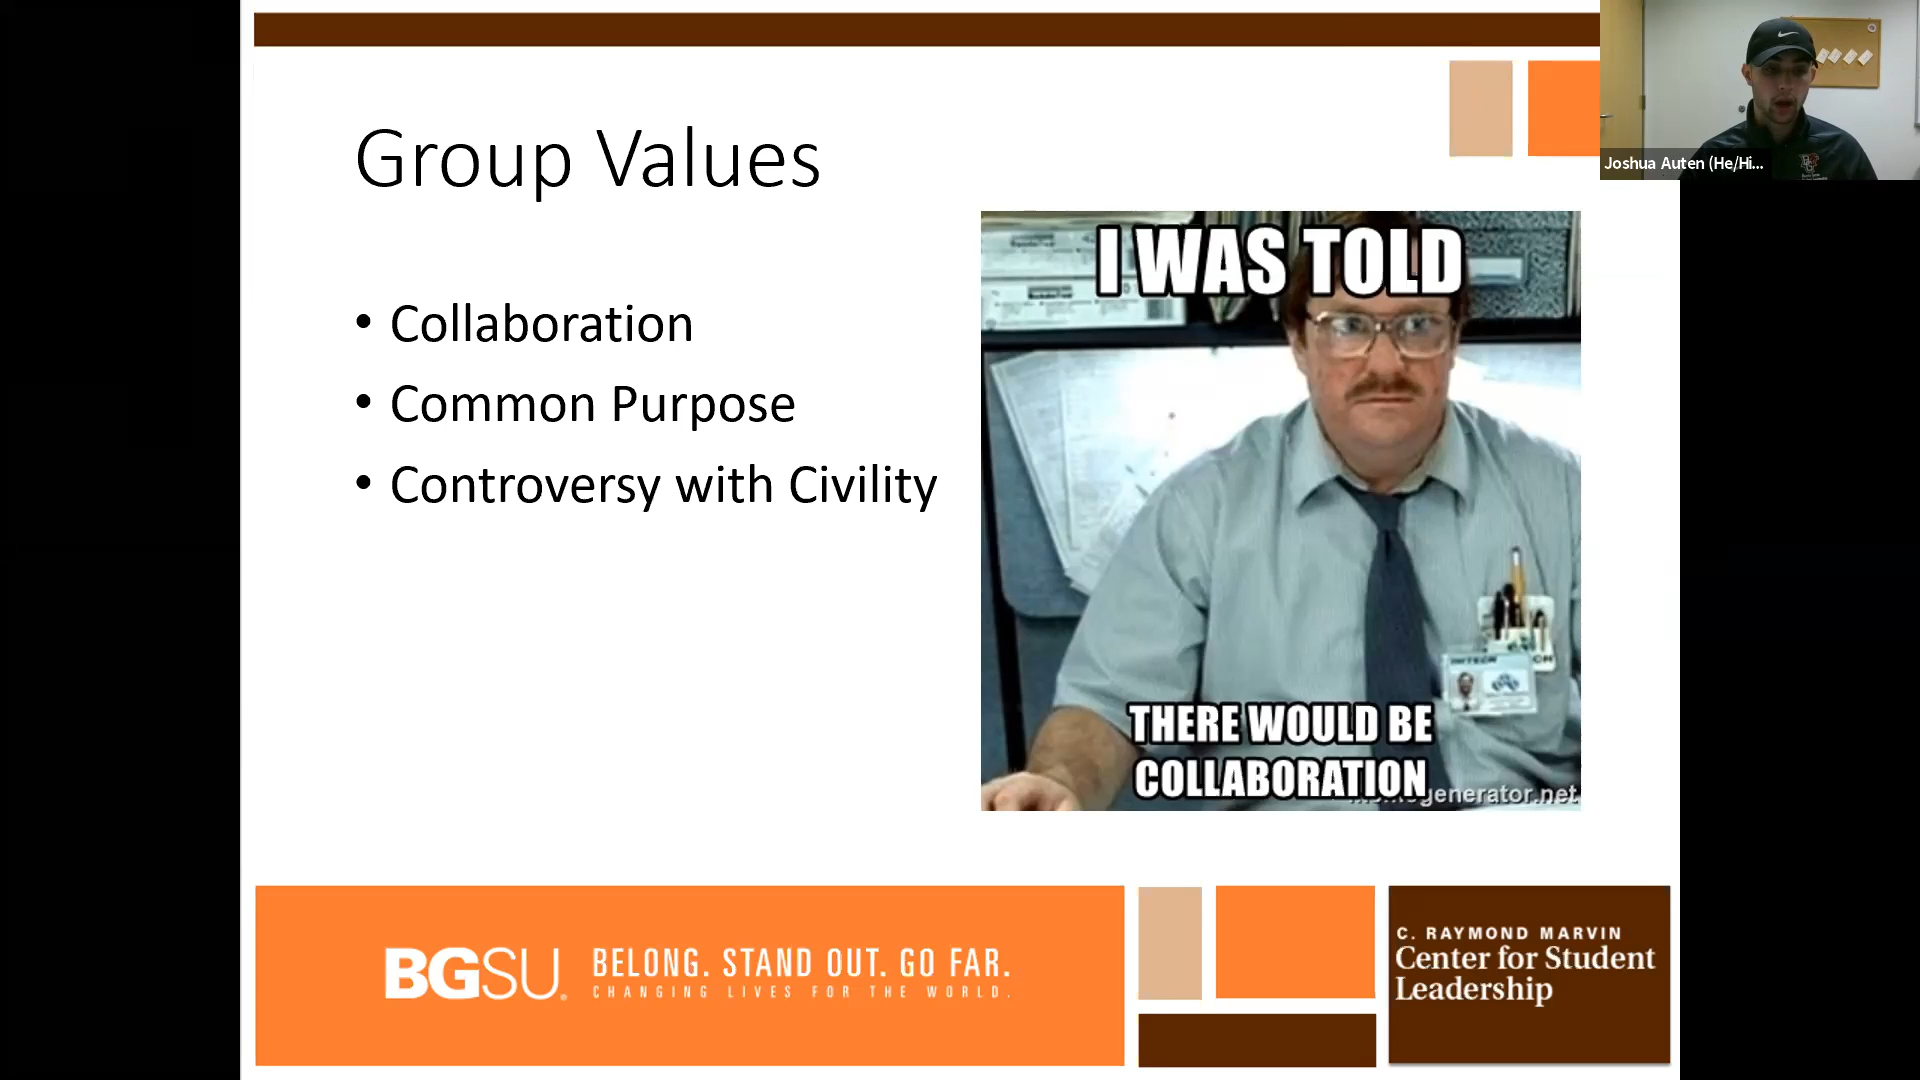 Group Values
• Collaboration
• Common Purpose
• Controversy with Civility
I WAS TOLD
THERE WOULD BE
COLLABORATION
generator.net
Joshua Auten (He/Hi...
BGSU.
BELONG. STAND OUT. GO FAR.
CHANGING LIVES FOR THE WORLD.
C. RAYMOND MARVIN
Center for Student
Leadership